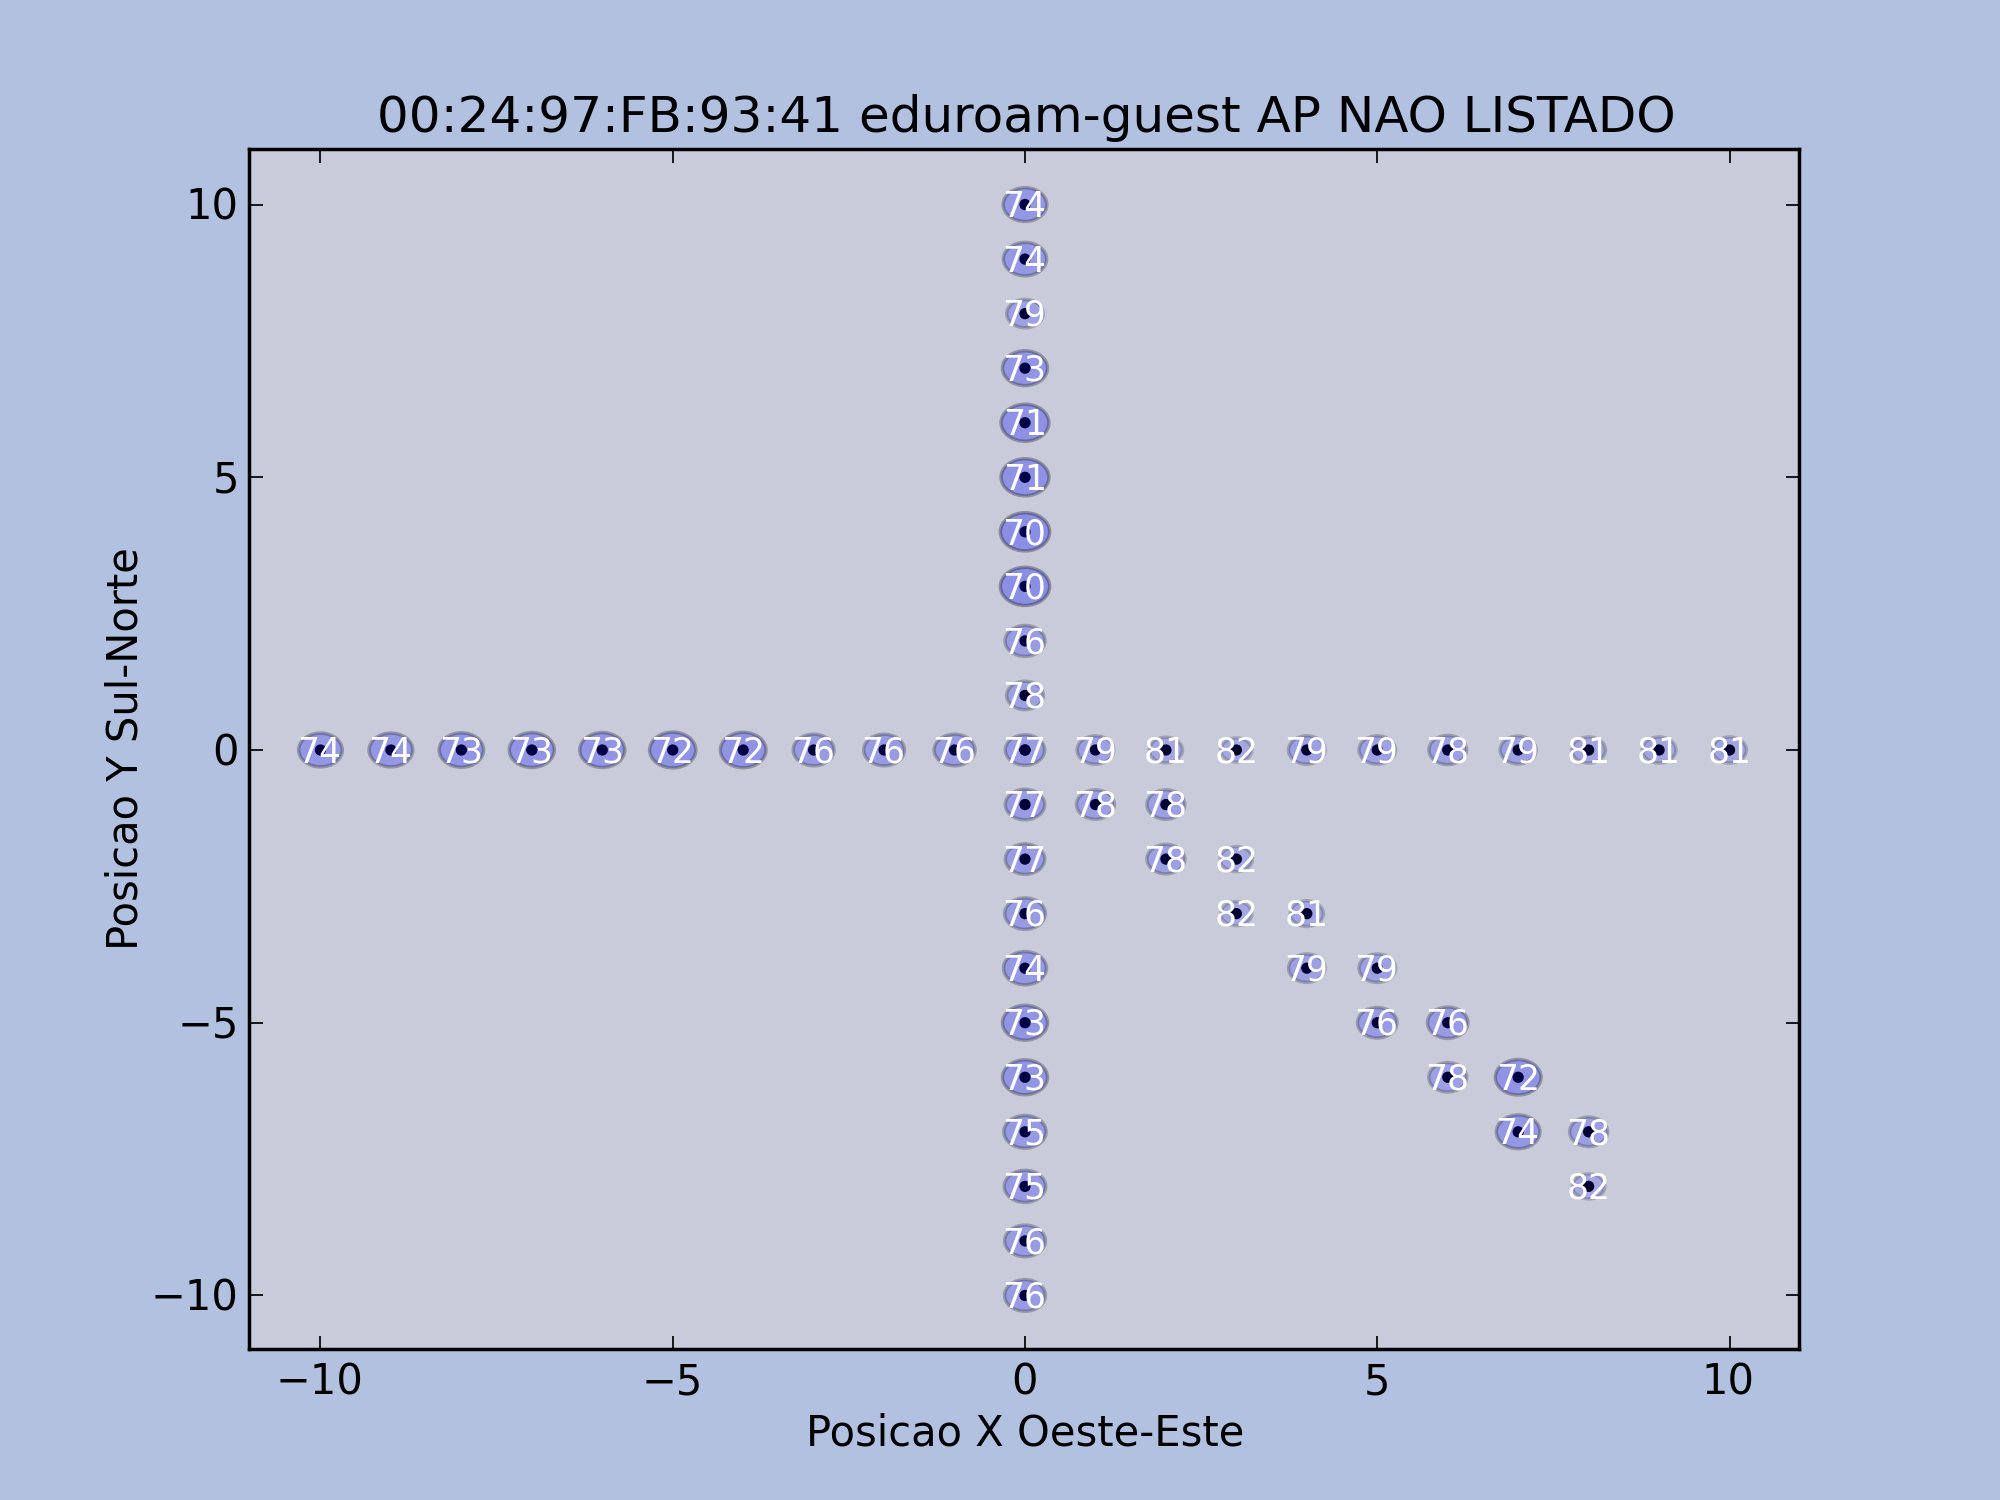 00:24:97:FB:93:41 eduroam-guest AP NAO LISTADO
10
74
74
79
73
71
5
71
70
70
76
78
0
74 74 73 73 73 72 72 76 76 76 77 79 81 82 79 79 78 79 81 81 81
77 78 78
77 78 82
76 82 81
74 79 79
−5
73 76 76
73 78 72
75 74 78
75 82
76
−10
76
−10 −5 0 5 10
Posicao X Oeste-Este
Posicao Y Sul-Norte